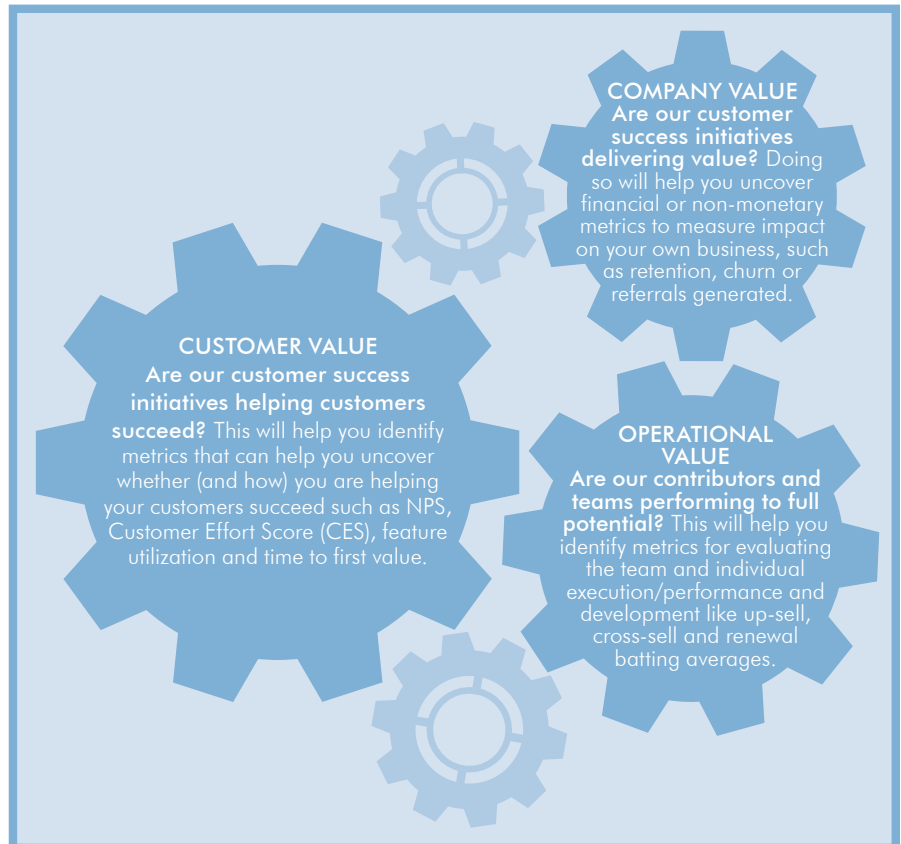 COMPANY VALUE
Are our customer
success initiatives
delivering value? Doing
so will help you uncover
financial or non-monetary
metrics to measure impact
on your own business, such
as retention, churn or
referrals generated.
CUSTOMER VALUE
Are our customer success
initiatives helping customers
succeed? This will help you identify
metrics that can help you uncover
whether (and how) you are helping
your customers succeed such as NPS,
Customer Effort Score (CES), feature
utilization and time to first value.
OPERATIONAL
VALUE
Are our contributors and
teams performing to full
potential? This will help you
identify metrics for evaluating
the team and individual
execution/performance and
development like up-sell,
cross-sell and renewal
batting averages.